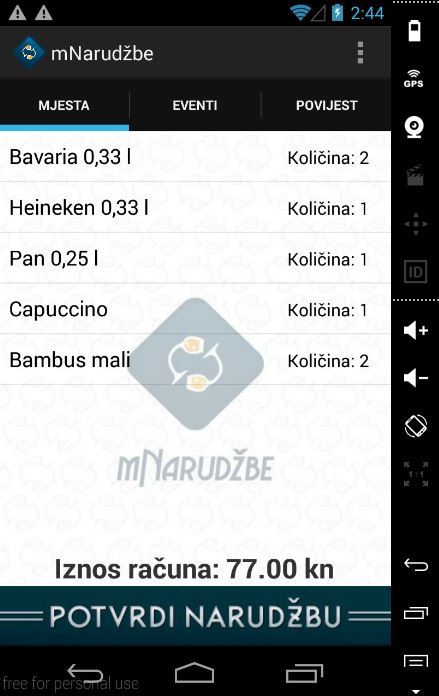 2:44
mNarudžbe
GPS
MJESTA EVENTI POVIJEST
Bavaria 0,33 l Količina: 2
Heineken 0,33 l Količina: 1
Pan 0,25 l Količina: 1
ID
Capuccino Količina: 1
Bambus mali Količina: 2
mNARUDŽBE
1:1
Iznos računa: 77.00 kn
POTVRDI NARUDŽBU
free for personal use